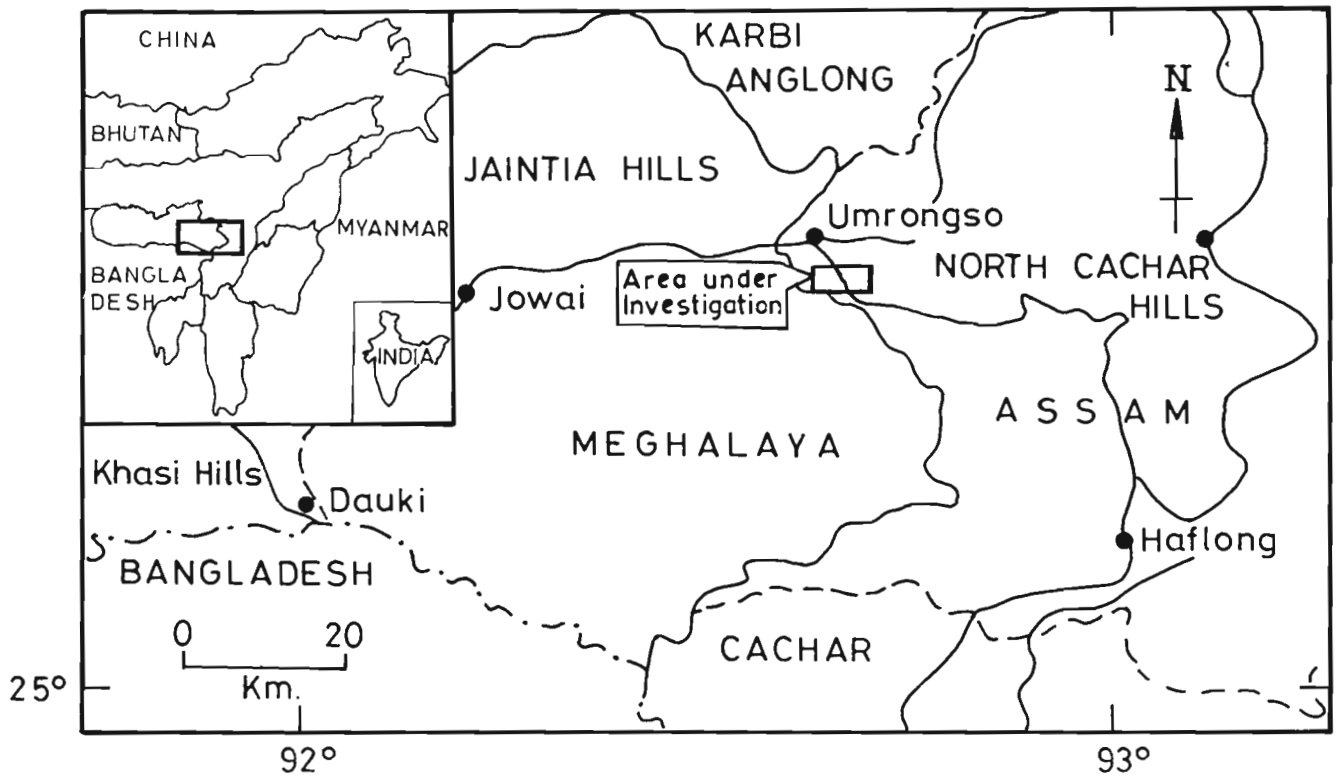 CHINA
BHUTAN
MYANMAR
BANGLA
DESH
INDIA
KARBI
ANGLONG
N
JAINTIA HILLS
Umrongso
NORTH CACHAR
HILLS
Area under
Investigation
Jowai
ASSAM
MEGHALAYA
Khasi Hills
Dauki
Haflong
BANGLADESH
0 20
Km.
CACHAR
25°
92° 93°